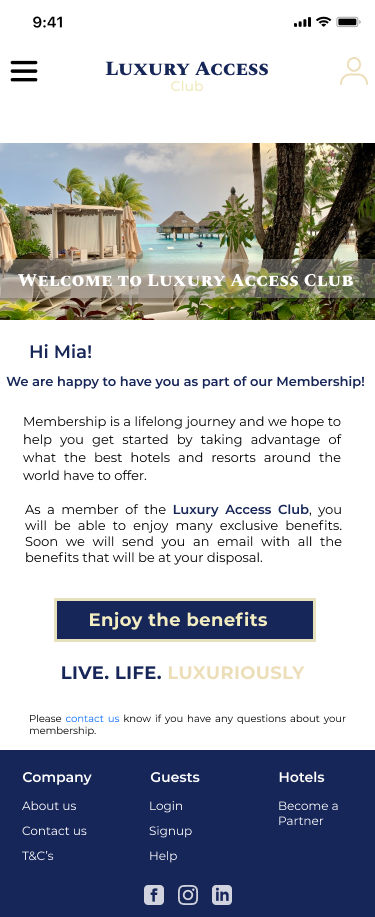 9:41
LUXURY ACCESS
Club
WELCOME TO LUXURY ACCESS CLUB
Hi Mia!
We are happy to have you as part of our Membership!
Membership is a lifelong journey and we hope to
help you get started by taking advantage of
what the best hotels and resorts around the
world have to offer.
As a member of the Luxury Access Club, you
will be able to enjoy many exclusive benefits.
Soon we will send you an email with all the
benefits that will be at your disposal.
Enjoy the benefits
LIVE. LIFE. LUXURIOUSLY
Please contact us know if you have any questions about your
membership.
Company Guests Hotels
About us Login Become a
Partner
Contact us Signup
T&C's Help